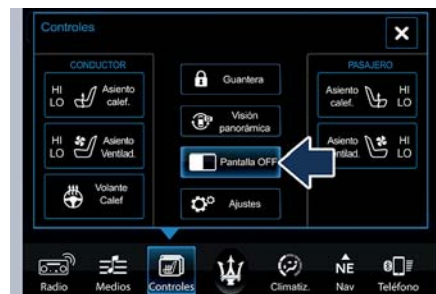 Controles
X
CONDUCTOR
PASAJERO
HI
LO
Asiento
calef.
Guantera
Asiento
calef.
HI
LO
Visión
panorámica
HI
LO
Asiento
Ventilad.
Pantalla OFF
Asiento
ntilad.
HI
LO
Volante
Calef
Ajustes
NE
Radio
Medios
Controles
Climatiz.
Nav
Teléfono